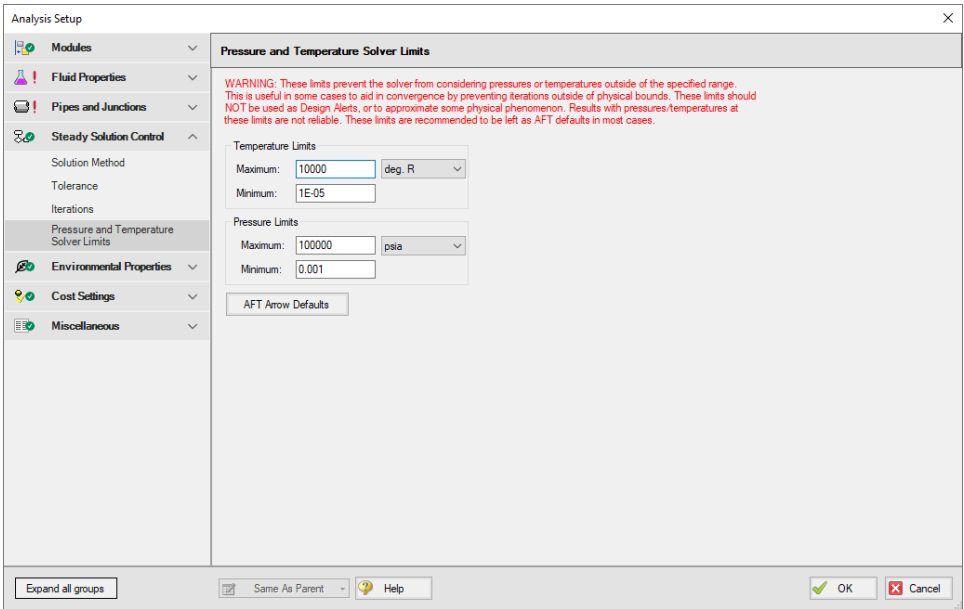 Analysis Setup
Modules
Fluid Properties
Pipes and Junctions
Steady Solution Control
Solution Method
Tolerance
Iterations
Pressure and Temperature
Solver Limits
Environmental Properties
Cost Settings
Miscellaneous
Expand all groups
Pressure and Temperature Solver Limits
WARNING: These limits prevent the solver from considering pressures or temperatures outside of the specified range.
This is useful in some cases to aid in convergence by preventing iterations outside of physical bounds. These limits should
NOT be used as Design Alerts, or to approximate some physical phenomenon. Results with pressures/temperatures at
these limits are not reliable. These limits are recommended to be left as AFT defaults in most cases.
Temperature Limits
Maximum: 10000 deg. R
Minimum: 1E-05
Pressure Limits
Maximum: 100000 psia
Minimum: 0.001
AFT Arrow Defaults
Same As Parent Help OK Cancel